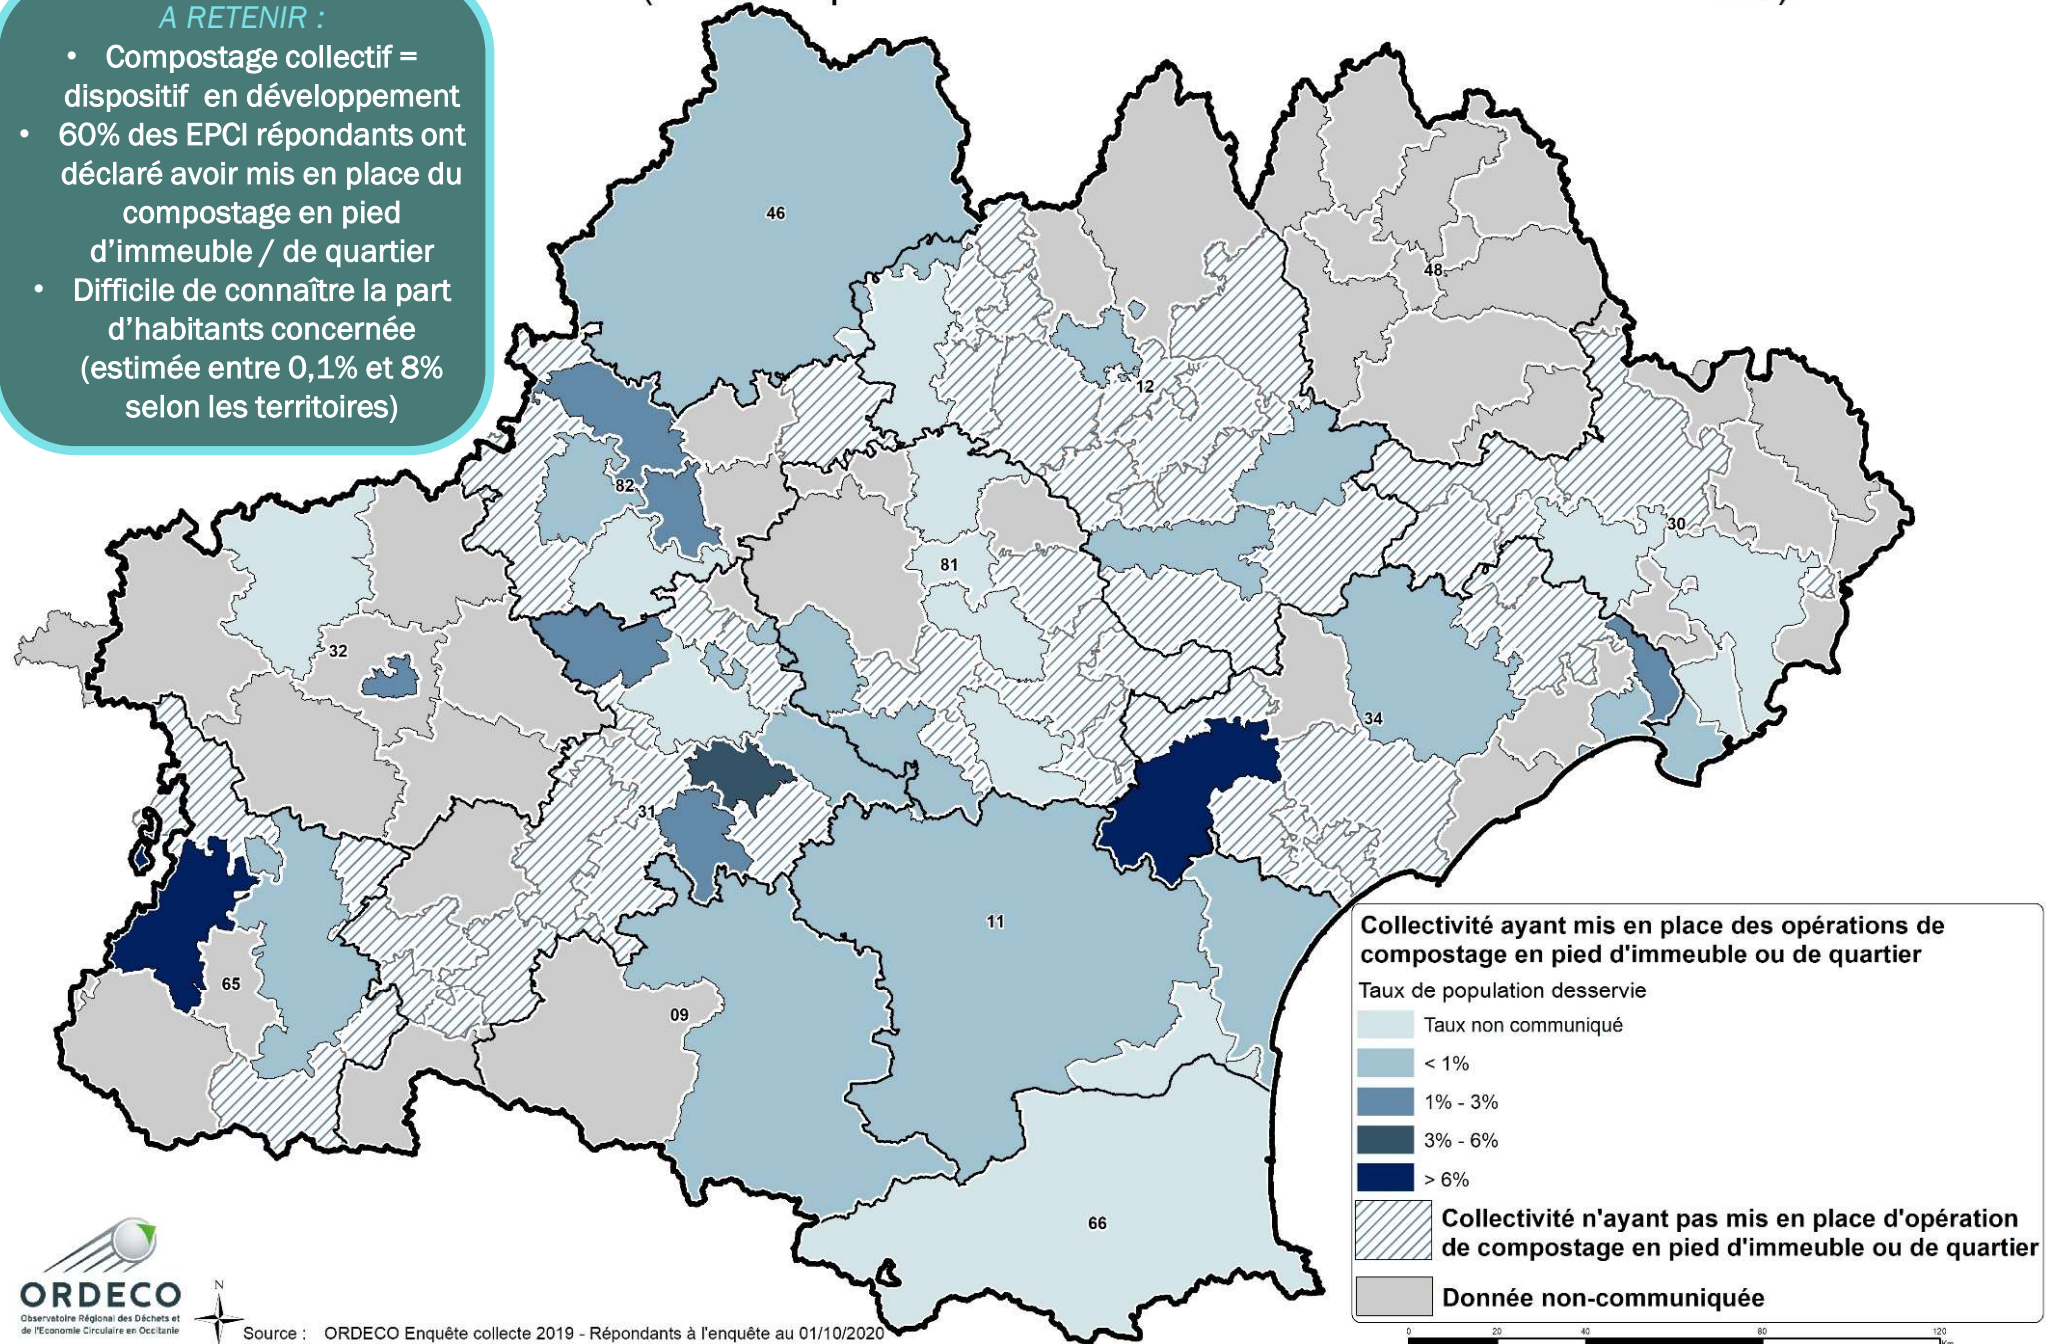 A RETENIR :
• Compostage collectif =
dispositif en développement
• 60% des EPCI répondants ont
déclaré avoir mis en place du
compostage en pied
d'immeuble / de quartier
• Difficile de connaître la part
d'habitants concernée
(estimée entre 0,1% et 8%
selon les territoires)
46
48
12
82
30
81
32
34
31
11
65
09
66
Collectivité ayant mis en place des opérations de
compostage en pied d'immeuble ou de quartier
Taux de population desservie
Taux non communiqué
< 1%
1% - 3%
3% - 6%
> 6%
Collectivité n'ayant pas mis en place d'opération
de compostage en pied d'immeuble ou de quartier
Donnée non-communiquée
0 20 40 80 120
Km
ORDECO
Observatoire Régional des Déchets et
de l'Economie Circulaire en Occitanie
N
Source : ORDECO Enquête collecte 2019 - Répondants à l'enquête au 01/10/2020